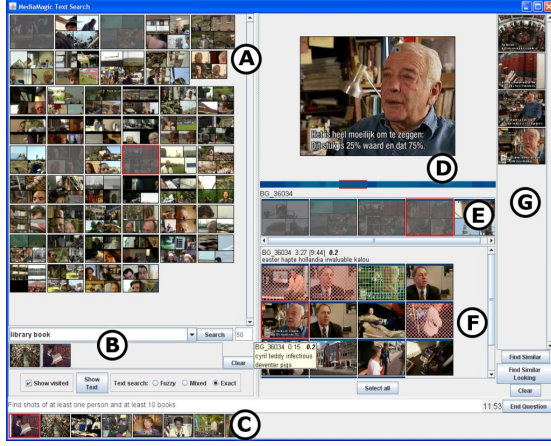 MediaMagic Text Search
A
Het is heel moeilijk om te zeggen:
Dit stuk is 25% waard en dat 75%.
D
BG_36034
E
G
BG_36034 3:27 [9:44] 0.2
easter hapte hollandia invaluable kalou
F
library book
Search
50
B
BG_36034 0:15 0.2
cyril teddy infectious
deventer pigs
Clear
Show visited
Show
Text
Text search:
Fuzzy
Mixed
Exact
Select all
Find Similar
Find Similar
Looking
Clear
Find shots of at least one person and at least 10 books
11:53
End Question
C